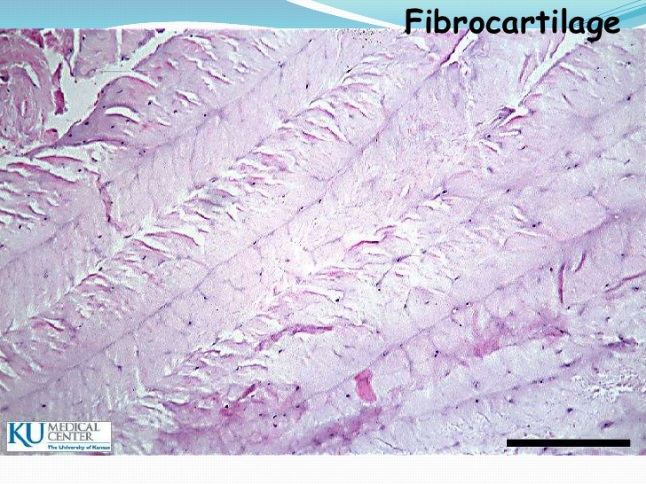 Fibrocartilage
KU MEDICAL
CENTER
The University of Kansas